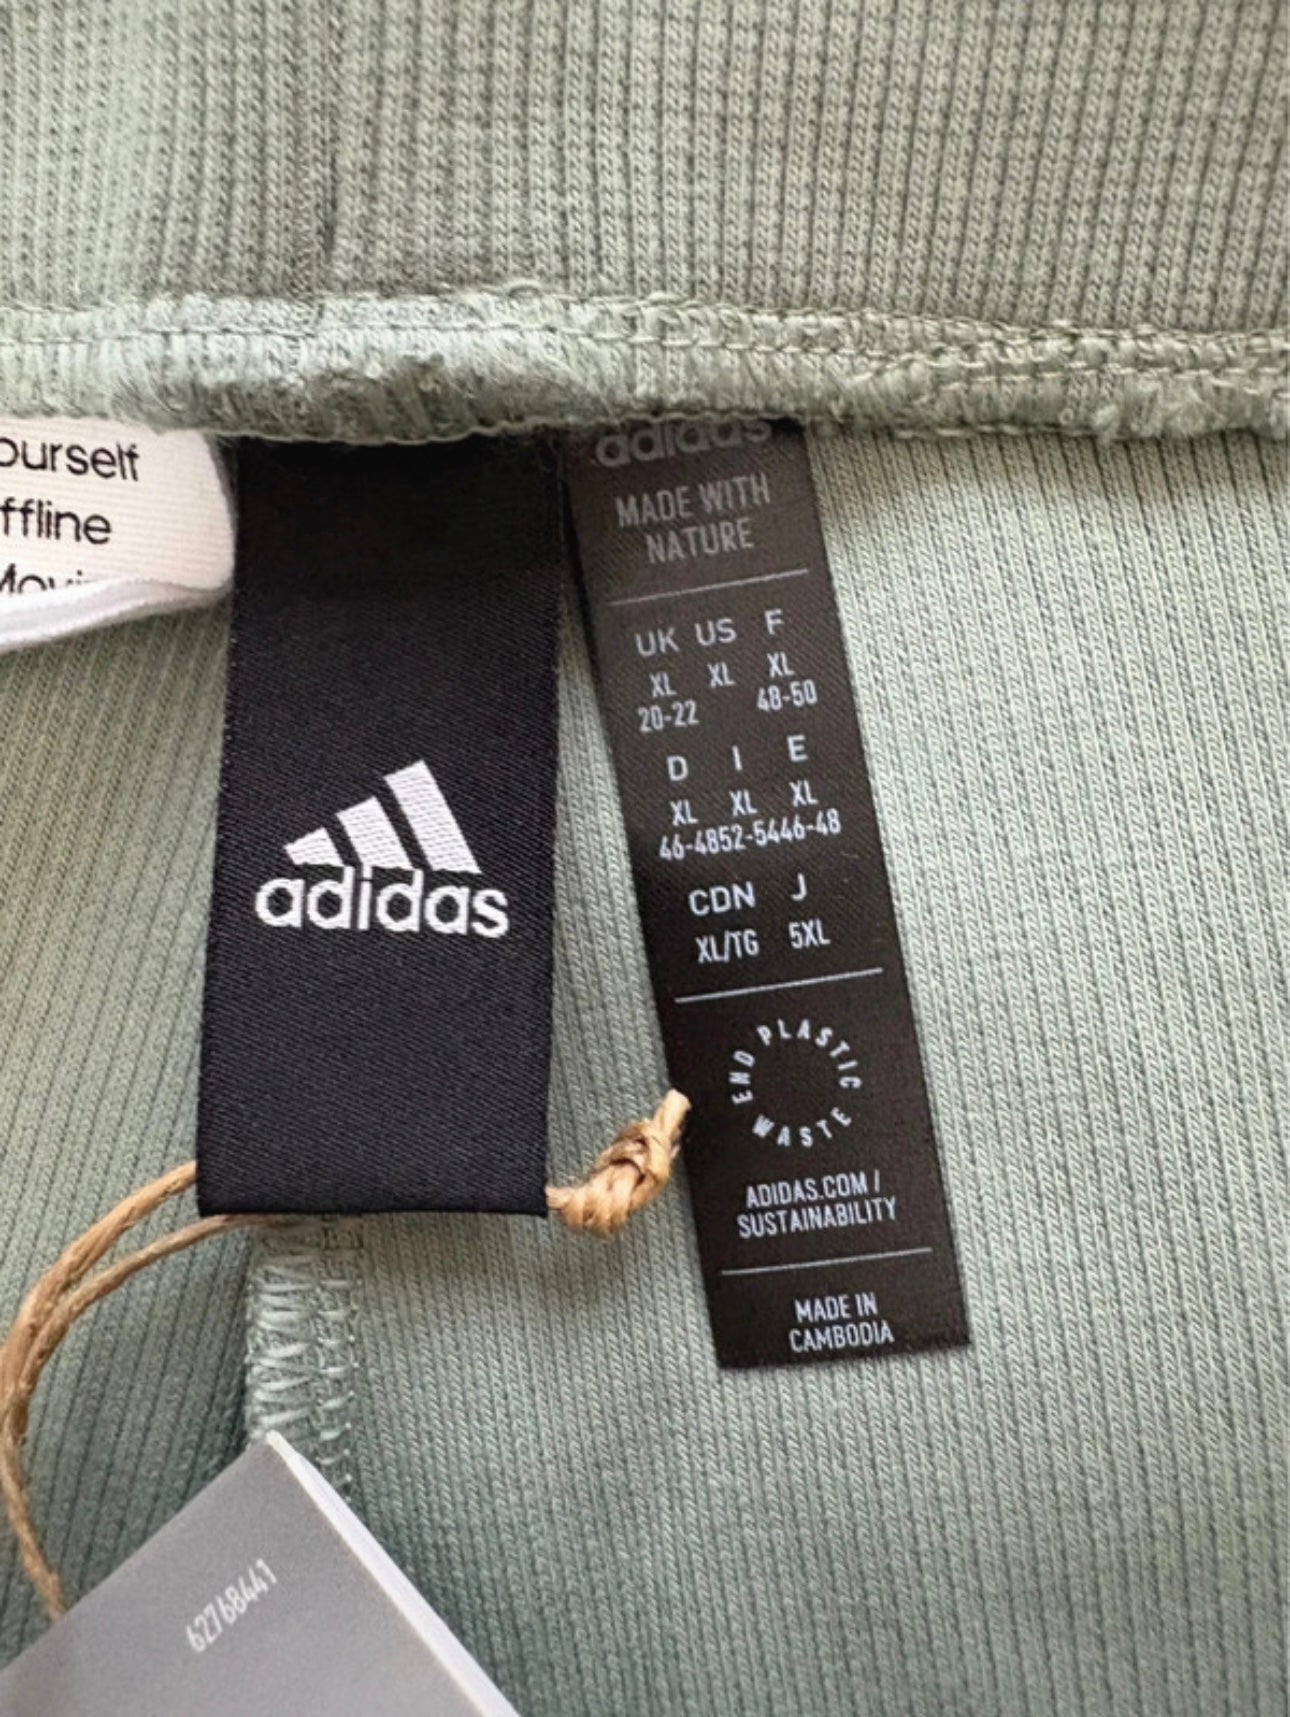 ourself
ffline
adidas
adidas
MADE WITH
NATURE
UK US F
XL XL XL
20-22 48-50
D I E
XL XL XL
46-4852-5446-48
CDN J
XL/TG 5XL
END PLASTIC WASTE
ADIDAS.COM /
SUSTAINABILITY
MADE IN
CAMBODIA
62768441